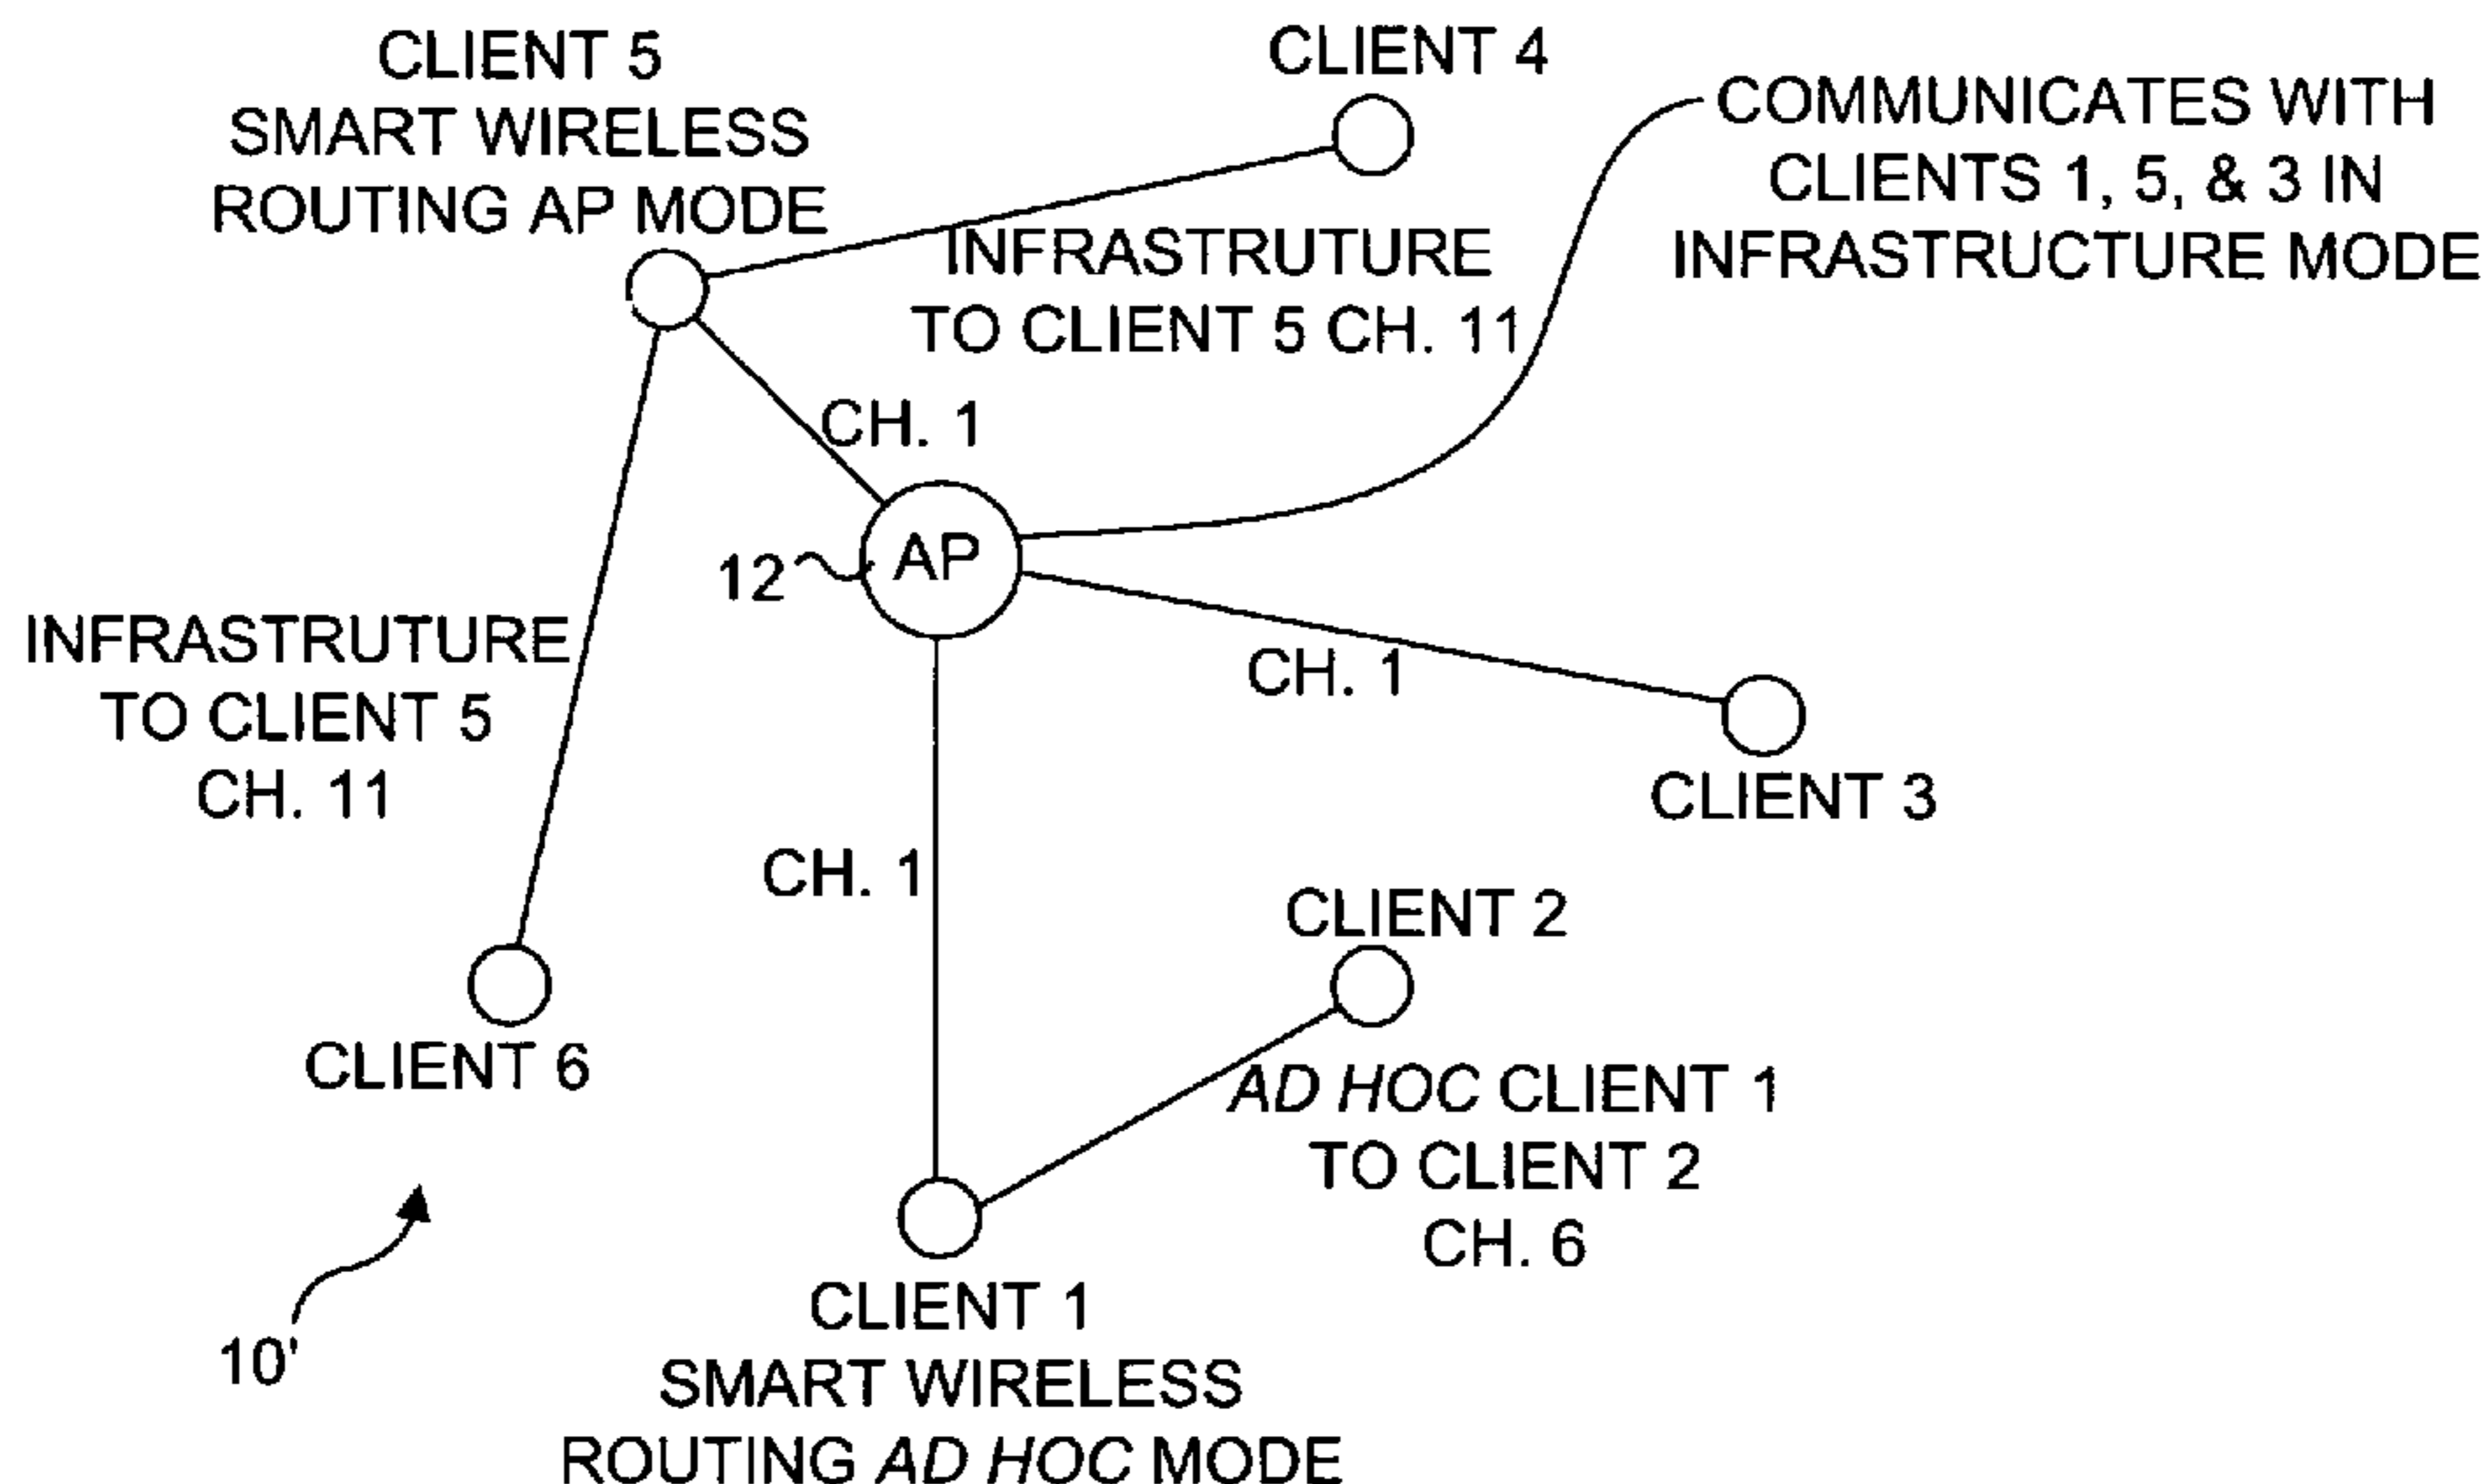 CLIENT 5
SMART WIRELESS
ROUTING AP MODE
CLIENT 4
COMMUNICATES WITH
CLIENTS 1, 5, & 3 IN
INFRASTRUCTURE MODE
INFRASTRUTURE
TO CLIENT 5 CH. 11
CH. 1
12
AP
INFRASTRUTURE
TO CLIENT 5
CH. 11
CH. 1
CLIENT 3
CH. 1
CLIENT 2
CLIENT 6
AD HOC CLIENT 1
TO CLIENT 2
CH. 6
10'
CLIENT 1
SMART WIRELESS
ROUTING AD HOC MODE